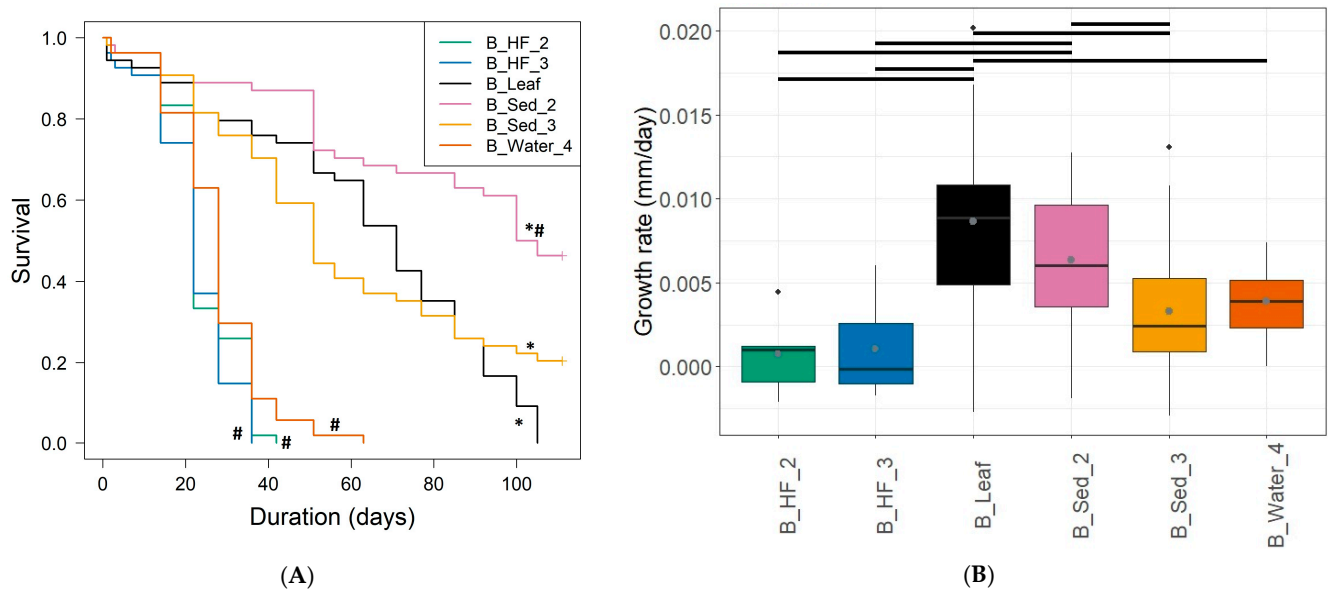 1.0
0.8
0.6
0.4
0.2
0.0
Survival
B_HF_2
B_HF_3
B_Leaf
B_Sed_2
B_Sed_3
B_Water_4
*#
*
*
#
#
#
0 20 40 60 80 100
Duration (days)
(A)
0.020
0.015
0.010
0.005
0.000
Growth rate (mm/day)
B_HF_2
B_HF_3
B_Leaf
B_Sed_2
B_Sed_3
B_Water_4
(B)